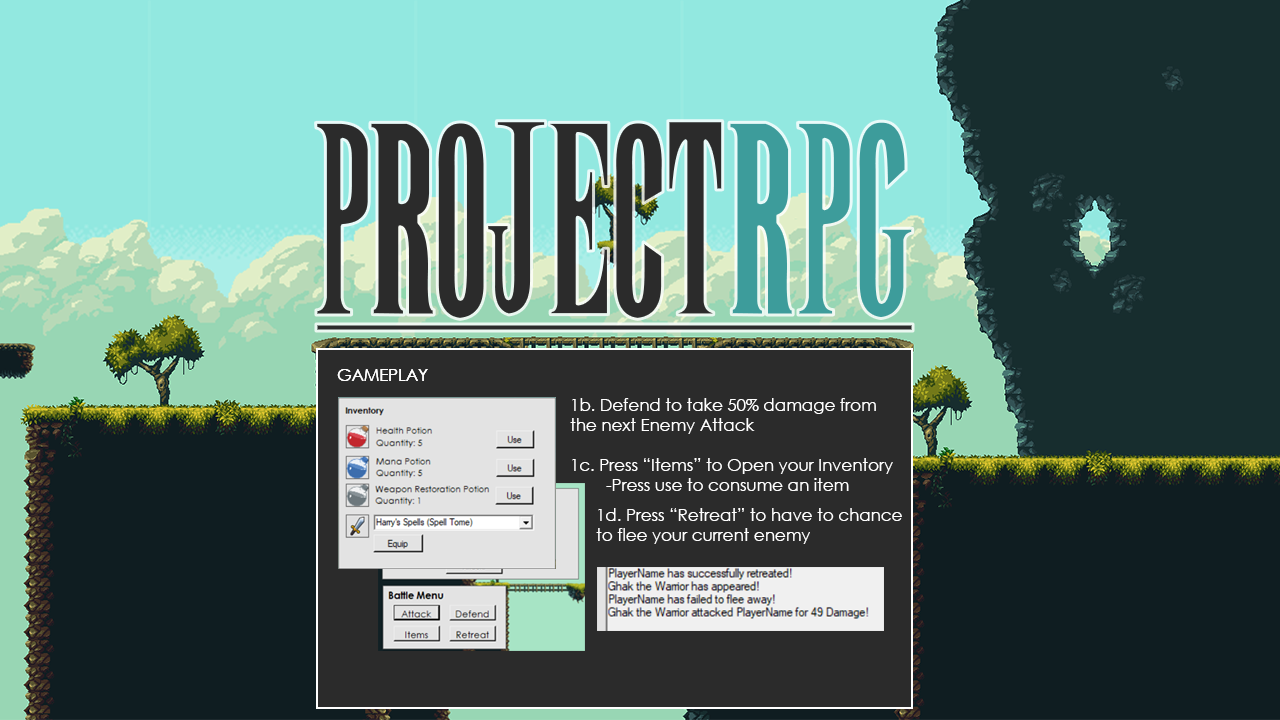 PROJECTRPG
GAMEPLAY
Inventory
Health Potion
Quantity: 5
Use
Mana Potion
Quantity: 5
Use
Weapon Restoration Potion
Quantity: 1
Use
Harry's Spells (Spell Tome)
Equip
Battle Menu
Attack
Defend
Items
Retreat
1b. Defend to take 50% damage from
the next Enemy Attack
1c. Press “Items” to Open your Inventory
-Press use to consume an item
1d. Press “Retreat” to have to chance
to flee your current enemy
PlayerName has successfully retreated!
Ghak the Warrior has appeared!
PlayerName has failed to flee away!
Ghak the Warrior attacked PlayerName for 49 Damage!